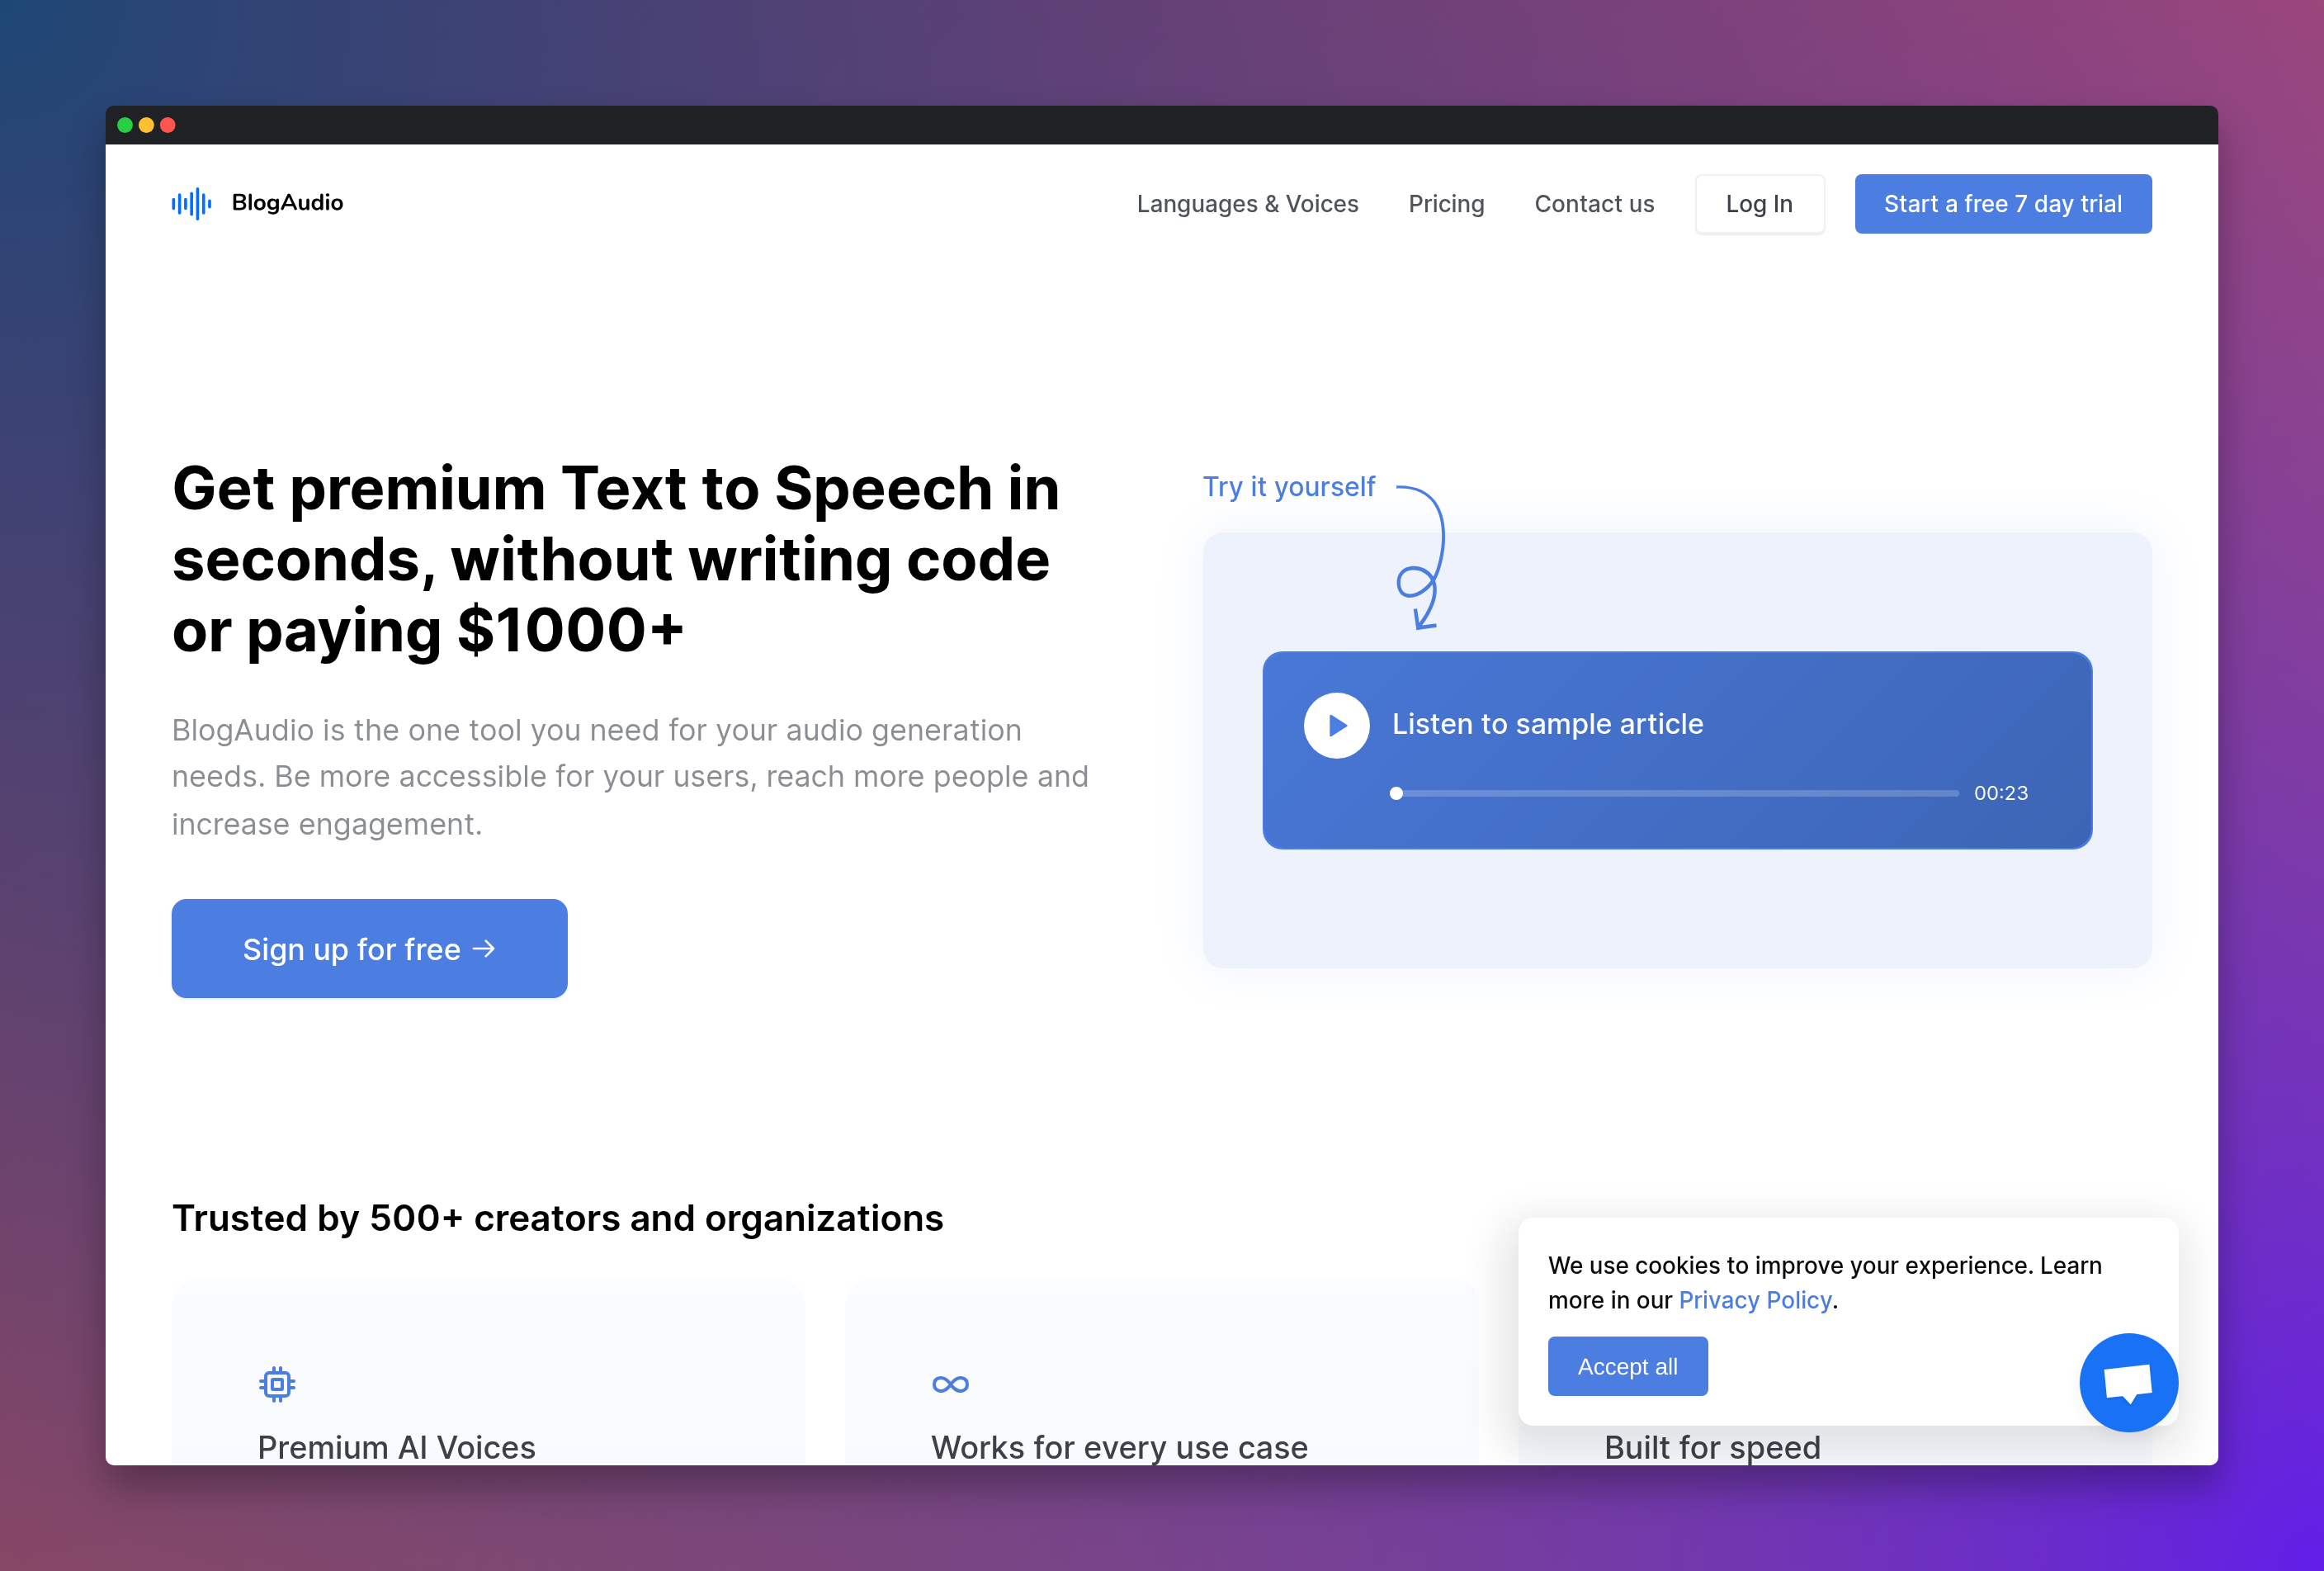 BlogAudio
Languages & Voices
Pricing
Contact us
Log In
Start a free 7 day trial
Get premium Text to Speech in
seconds, without writing code
or paying $1000+
BlogAudio is the one tool you need for your audio generation
needs. Be more accessible for your users, reach more people and
increase engagement.
Sign up for free →
Try it yourself
Listen to sample article
00:23
Trusted by 500+ creators and organizations
Premium AI Voices
Works for every use case
Built for speed
We use cookies to improve your experience. Learn
more in our Privacy Policy.
Accept all